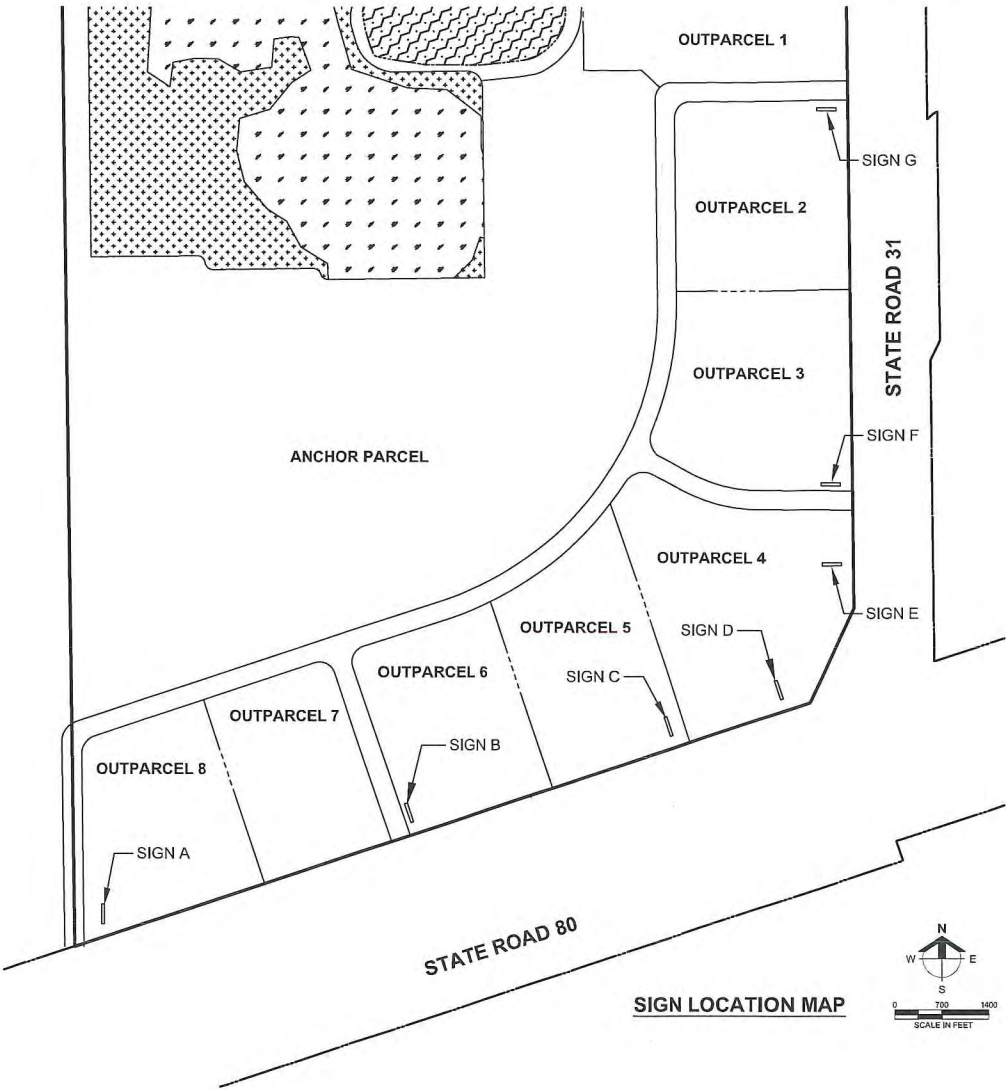 OUTPARCEL 1
SIGN G
OUTPARCEL 2
STATE ROAD 31
OUTPARCEL 3
SIGN F
ANCHOR PARCEL
OUTPARCEL 4
SIGN E
OUTPARCEL 5
SIGN D
OUTPARCEL 6
SIGN C
OUTPARCEL 7
SIGN B
OUTPARCEL 8
SIGN A
STATE ROAD 80
N
W E
S
SIGN LOCATION MAP
0 700 1400
SCALE IN FEET